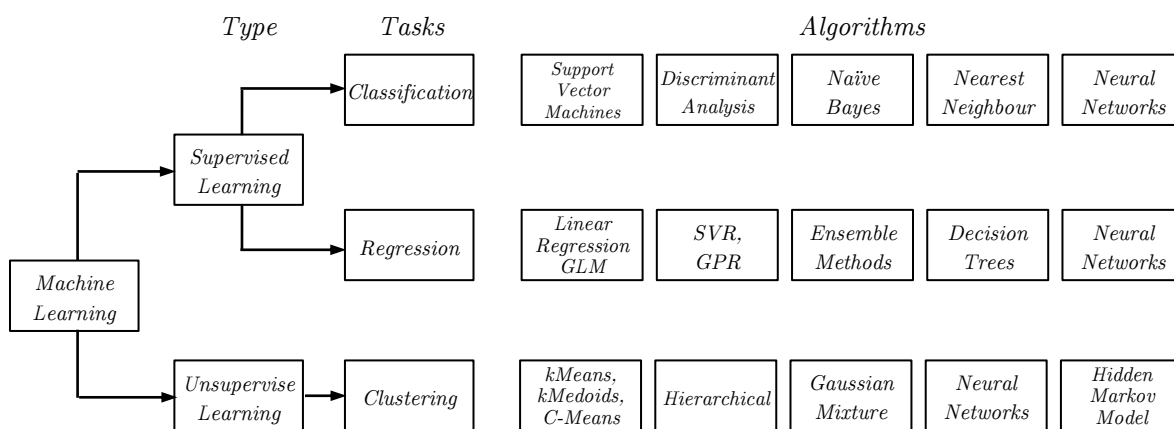 Type
Tasks
Algorithms
Classification
Support
Vector
Machines
Discriminant
Analysis
Naïve
Bayes
Nearest
Neighbour
Neural
Networks
Supervised
Learning
Regression
Linear
Regression
GLM
SVR,
GPR
Ensemble
Methods
Decision
Trees
Neural
Networks
Machine
Learning
Unsupervise
Learning
Clustering
kMeans,
kMedoids,
C-Means
Hierarchical
Gaussian
Mixture
Neural
Networks
Hidden
Markov
Model